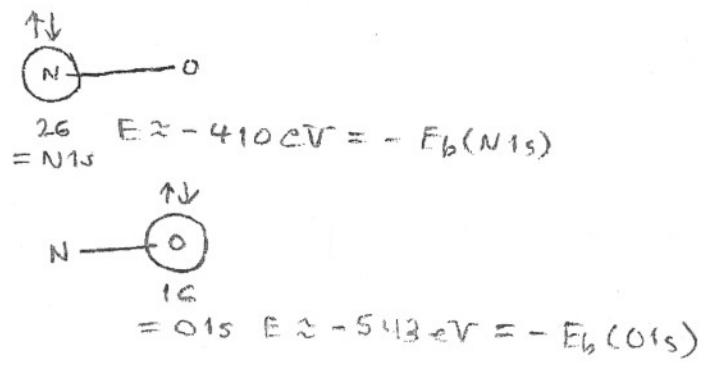 ↑↓
N — O
2σ E ≈ -410 eV = - Eb(N1s)
= N1s
↑↓
N — O
1σ
= O1s E ≈ -543 eV = - Eb(O1s)